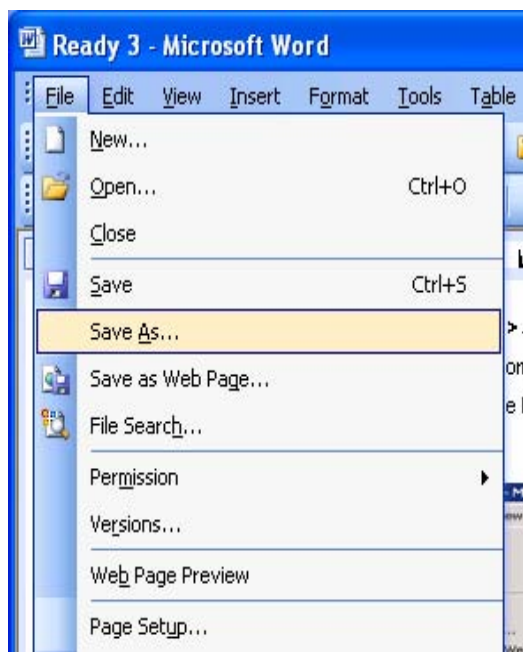 Ready 3 - Microsoft Word
File Edit View Insert Format Tools Table
New...
Open... Ctrl+O
Close
Save Ctrl+S
Save As...
Save as Web Page...
File Search...
Permission
Versions...
Web Page Preview
Page Setup...